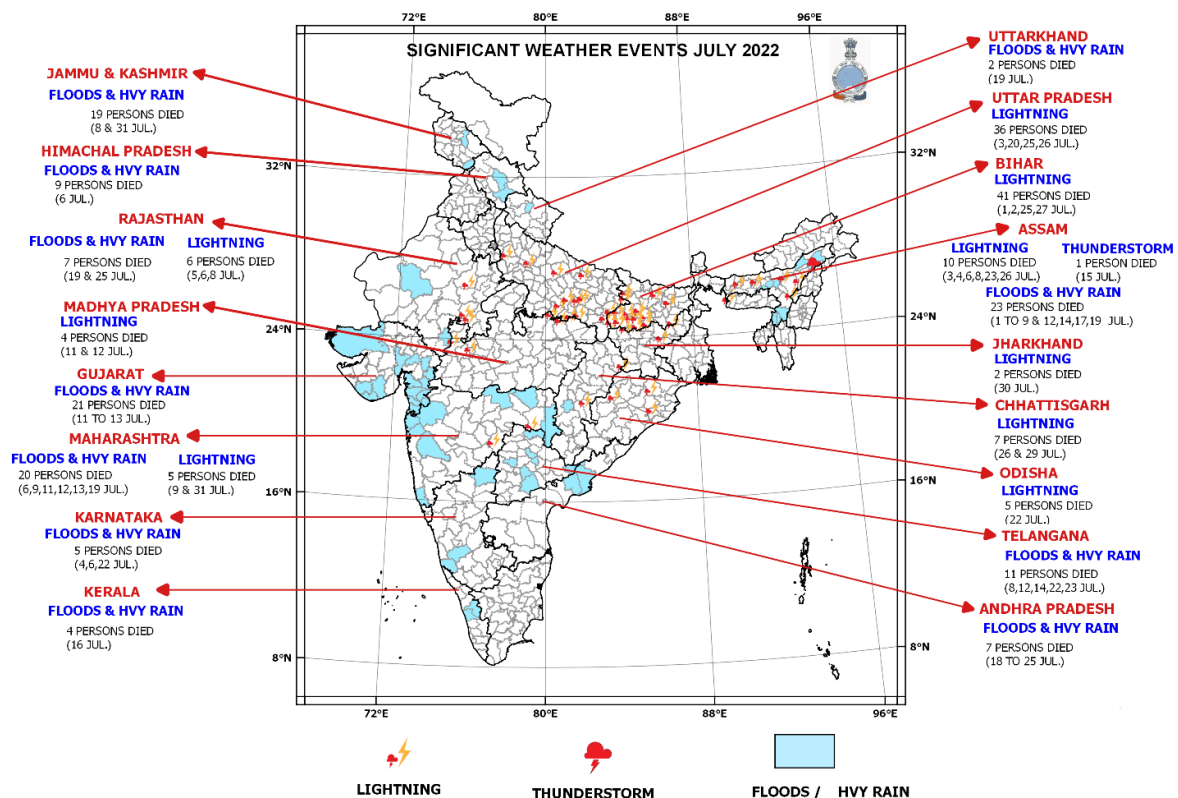 72°E 80°E 88°E 96°E
SIGNIFICANT WEATHER EVENTS JULY 2022
JAMMU & KASHMIR
FLOODS & HVY RAIN
19 PERSONS DIED
(8 & 31 JUL.)
HIMACHAL PRADESH
FLOODS & HVY RAIN
9 PERSONS DIED
(6 JUL.)
RAJASTHAN
FLOODS & HVY RAIN
7 PERSONS DIED
(19 & 25 JUL.)
LIGHTNING
6 PERSONS DIED
(5,6,8 JUL.)
MADHYA PRADESH
LIGHTNING
4 PERSONS DIED
(11 & 12 JUL.)
GUJARAT
FLOODS & HVY RAIN
21 PERSONS DIED
(11 TO 13 JUL.)
MAHARASHTRA
FLOODS & HVY RAIN
20 PERSONS DIED
(6,9,11,12,13,19 JUL.)
LIGHTNING
5 PERSONS DIED
(9 & 31 JUL.)
KARNATAKA
FLOODS & HVY RAIN
5 PERSONS DIED
(4,6,22 JUL.)
KERALA
FLOODS & HVY RAIN
4 PERSONS DIED
(16 JUL.)
32°N
24°N
16°N
8°N
UTTARKHAND
FLOODS & HVY RAIN
2 PERSONS DIED
(19 JUL.)
UTTAR PRADESH
LIGHTNING
36 PERSONS DIED
(3,20,25,26 JUL.)
BIHAR
LIGHTNING
41 PERSONS DIED
(1,2,25,27 JUL.)
ASSAM
LIGHTNING
10 PERSONS DIED
(3,4,6,8,23,26 JUL.)
THUNDERSTORM
1 PERSON DIED
(15 JUL.)
FLOODS & HVY RAIN
23 PERSONS DIED
(1 TO 9 & 12,14,17,19 JUL.)
JHARKHAND
LIGHTNING
2 PERSONS DIED
(30 JUL.)
CHHATTISGARH
LIGHTNING
7 PERSONS DIED
(26 & 29 JUL.)
ODISHA
LIGHTNING
5 PERSONS DIED
(22 JUL.)
TELANGANA
FLOODS & HVY RAIN
11 PERSONS DIED
(8,12,14,22,23 JUL.)
ANDHRA PRADESH
FLOODS & HVY RAIN
7 PERSONS DIED
(18 TO 25 JUL.)
32°N
24°N
16°N
8°N
72°E 80°E 88°E 96°E
LIGHTNING
THUNDERSTORM
FLOODS / HVY RAIN